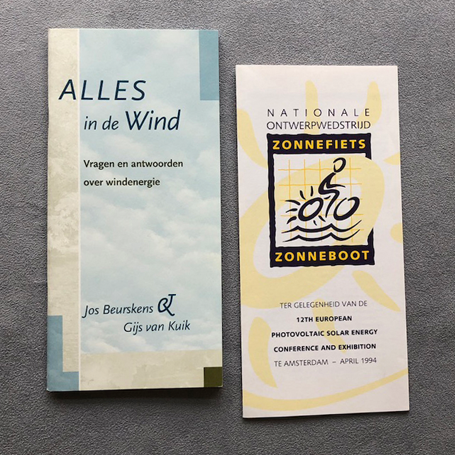 ALLES
in de Wind
Vragen en antwoorden
over windenergie
Jos Beurskens
&
Gijs van Kuik
NATIONALE
ONTWERPWEDSTRIJD
ZONNEFIETS
ZONNEBOOT
TER GELEGENHEID VAN DE
12TH EUROPEAN
PHOTOVOLTAIC SOLAR ENERGY
CONFERENCE AND EXHIBITION
TE AMSTERDAM – APRIL 1994